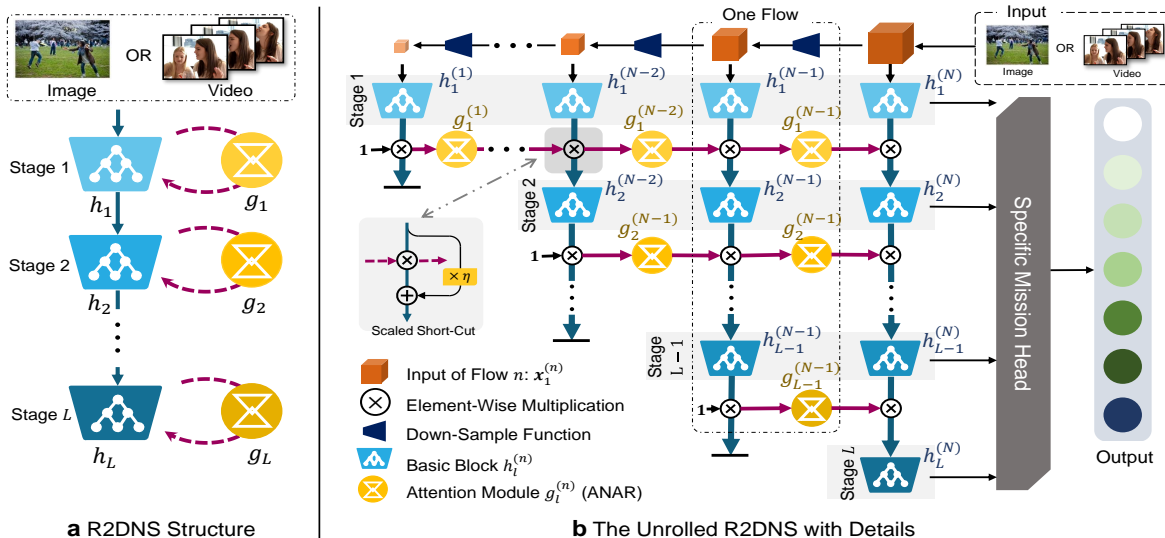 Image
OR
Video
Stage 1
h_1
g_1
Stage 2
h_2
g_2
Stage L
h_L
g_L
a R2DNS Structure
One Flow
Input
Image
OR
Video
Stage 1
h_1^{(1)}
h_1^{(N-2)}
h_1^{(N-1)}
h_1^{(N)}
g_1^{(1)}
g_1^{(N-2)}
g_1^{(N-1)}
1
Stage 2
h_2^{(N-2)}
h_2^{(N-1)}
h_2^{(N)}
g_2^{(N-1)}
g_2^{(N-1)}
1
× η
Scaled Short-Cut
Stage
L − 1
h_{L-1}^{(N-1)}
h_{L-1}^{(N)}
g_{L-1}^{(N-1)}
1
Stage L
h_L^{(N)}
Specific Mission Head
Output
Input of Flow n: x_1^{(n)}
Element-Wise Multiplication
Down-Sample Function
Basic Block h_l^{(n)}
Attention Module g_l^{(n)} (ANAR)
b The Unrolled R2DNS with Details